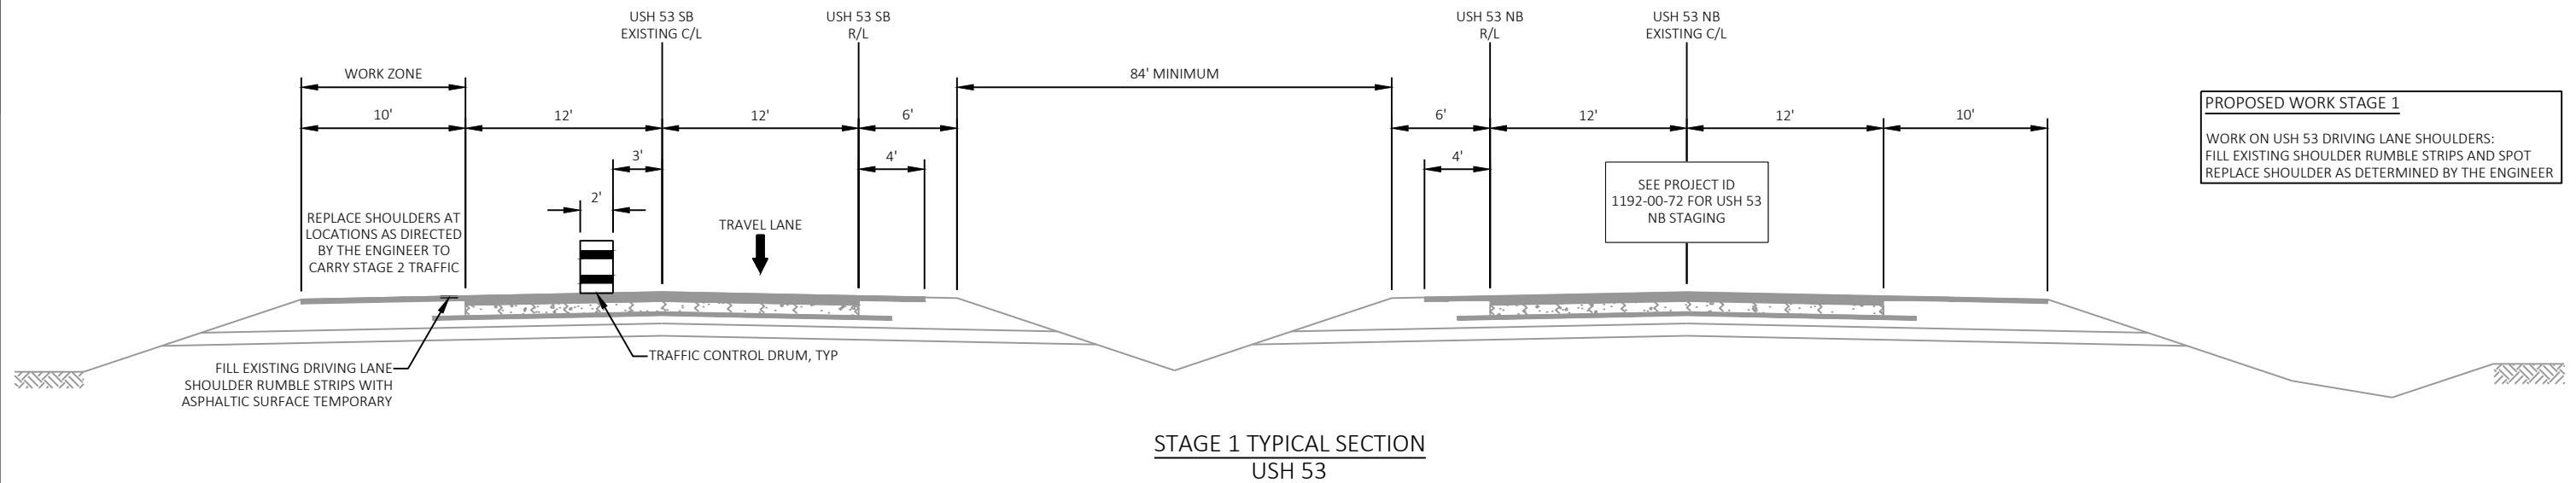 USH 53 SB
EXISTING C/L
USH 53 SB
R/L
USH 53 NB
R/L
USH 53 NB
EXISTING C/L
WORK ZONE
84' MINIMUM
10'
12'
12'
6'
6'
12'
12'
10'
3'
4'
4'
2'
PROPOSED WORK STAGE 1
WORK ON USH 53 DRIVING LANE SHOULDERS:
FILL EXISTING SHOULDER RUMBLE STRIPS AND SPOT
REPLACE SHOULDER AS DETERMINED BY THE ENGINEER
REPLACE SHOULDERS AT
LOCATIONS AS DIRECTED
BY THE ENGINEER TO
CARRY STAGE 2 TRAFFIC
TRAVEL LANE
SEE PROJECT ID
1192-00-72 FOR USH 53
NB STAGING
FILL EXISTING DRIVING LANE
SHOULDER RUMBLE STRIPS WITH
ASPHALTIC SURFACE TEMPORARY
TRAFFIC CONTROL DRUM, TYP
STAGE 1 TYPICAL SECTION
USH 53